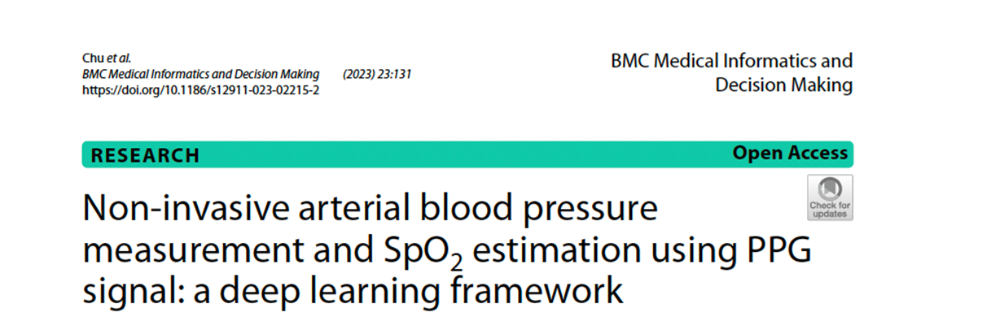 Chu et al.
BMC Medical Informatics and Decision Making (2023) 23:131
https://doi.org/10.1186/s12911-023-02215-2
BMC Medical Informatics and
Decision Making
RESEARCH
Open Access
Non-invasive arterial blood pressure
measurement and SpO₂ estimation using PPG
signal: a deep learning framework
Check for
updates